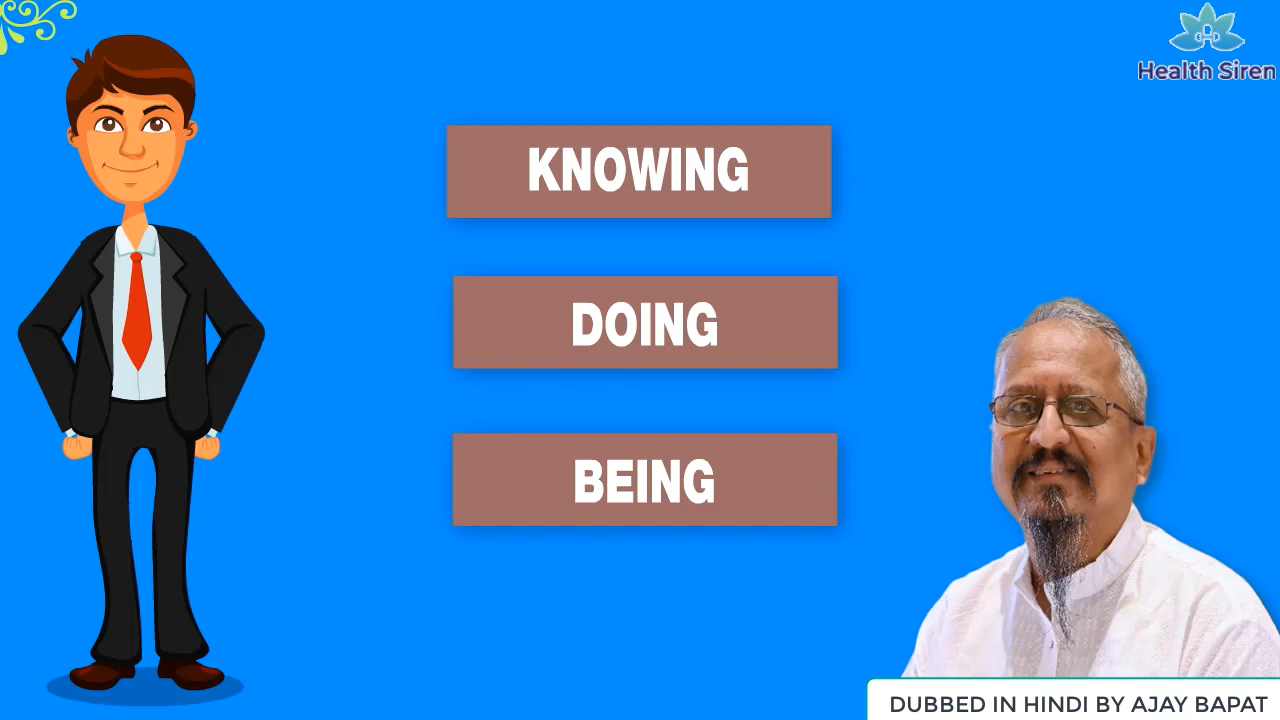 Health Siren
KNOWING
DOING
BEING
DUBBED IN HINDI BY AJAY BAPAT